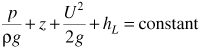 p/ρg + z + U²/2g + h_L = constant